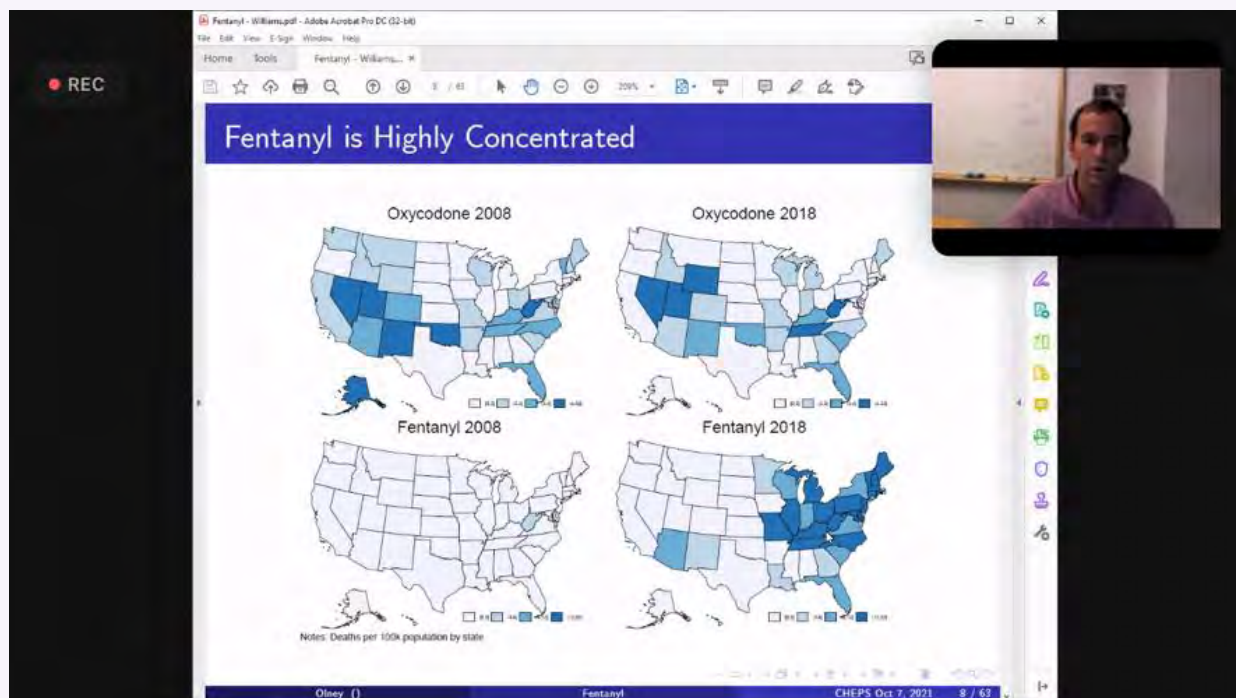 Fentanyl - Williams.pdf - Adobe Acrobat Pro DC (32-bit)
File Edit View E-Sign Window Help
Home Tools Fentanyl - Williams...
REC
/ 63 209%
Fentanyl is Highly Concentrated
Oxycodone 2008
Oxycodone 2018
Fentanyl 2008
Fentanyl 2018
Notes: Deaths per 100k population by state
Olney () Fentanyl CHEPS Oct 7, 2021 8 / 63